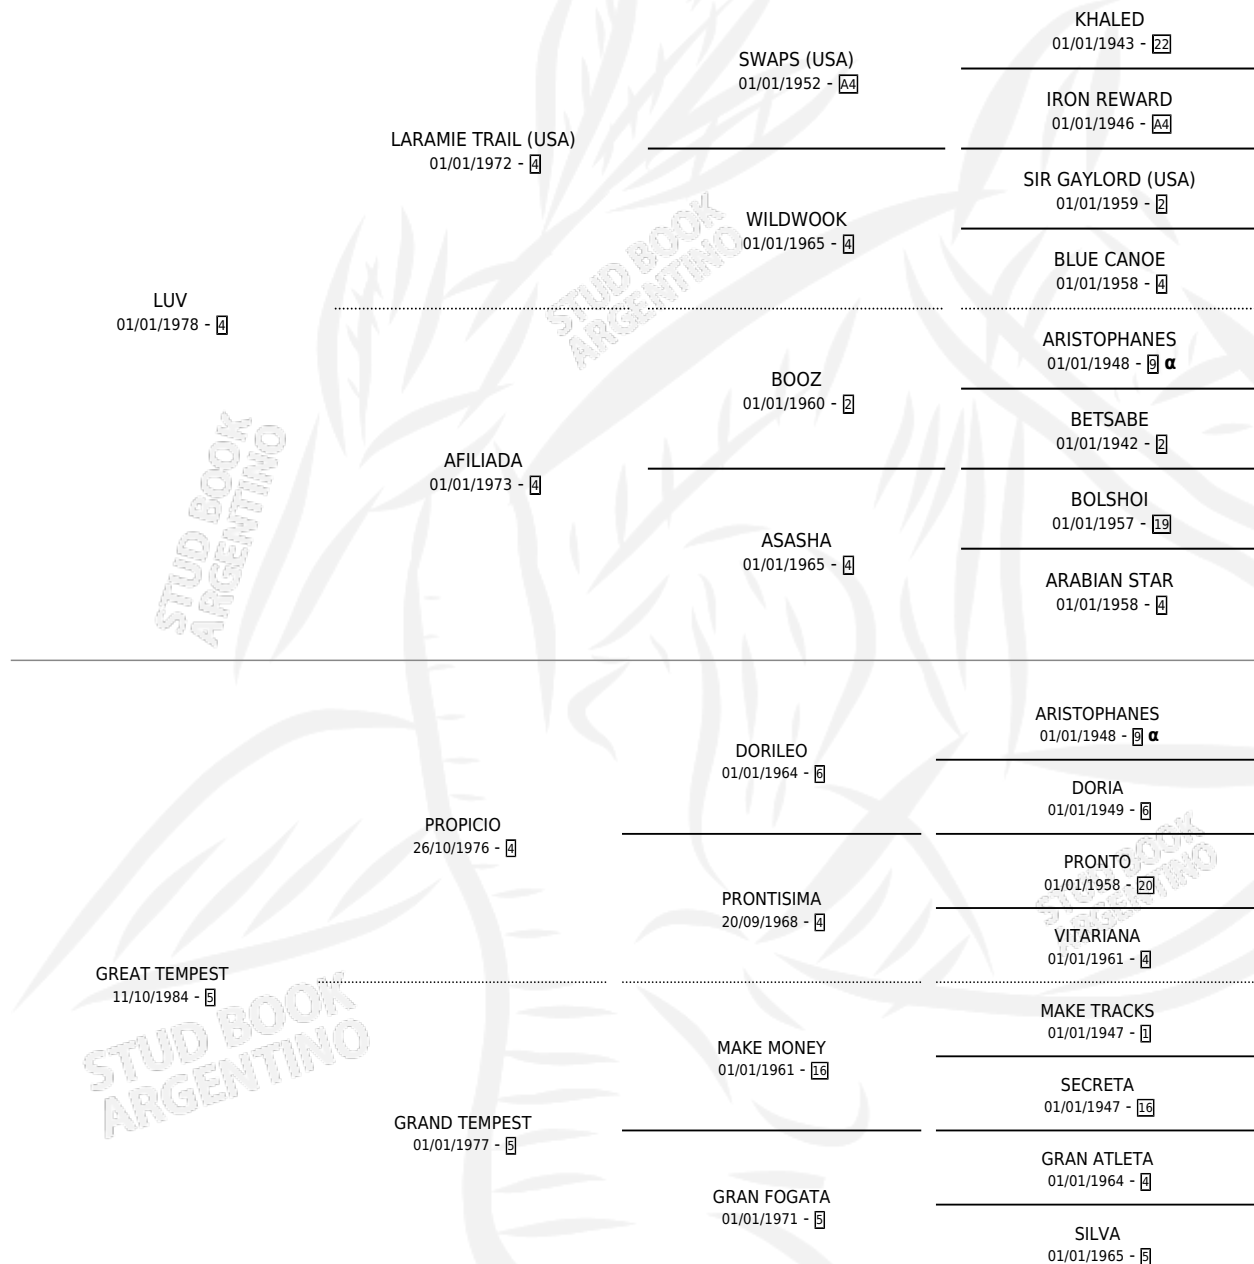 KHALED
01/01/1943 - 22
SWAPS (USA)
01/01/1952 - A4
IRON REWARD
01/01/1946 - A4
LARAMIE TRAIL (USA)
01/01/1972 - 4
SIR GAYLORD (USA)
01/01/1959 - 2
WILDWOOK
01/01/1965 - 4
BLUE CANOE
01/01/1958 - 4
LUV
01/01/1978 - 4
ARISTOPHANES
01/01/1948 - 9 α
BOOZ
01/01/1960 - 2
BETSABE
01/01/1942 - 2
AFILIADA
01/01/1973 - 4
BOLSHOI
01/01/1957 - 19
ASASHA
01/01/1965 - 4
ARABIAN STAR
01/01/1958 - 4
STUD BOOK
ARGENTINO
STUD BOOK
ARGENTINO
ARISTOPHANES
01/01/1948 - 9 α
DORILEO
01/01/1964 - 6
DORIA
01/01/1949 - 6
PROPICIO
26/10/1976 - 4
PRONTO
01/01/1958 - 20
PRONTISIMA
20/09/1968 - 4
VITARIANA
01/01/1961 - 4
GREAT TEMPEST
11/10/1984 - 5
MAKE TRACKS
01/01/1947 - 1
MAKE MONEY
01/01/1961 - 16
SECRETA
01/01/1947 - 16
GRAND TEMPEST
01/01/1977 - 5
GRAN ATLETA
01/01/1964 - 4
GRAN FOGATA
01/01/1971 - 5
SILVA
01/01/1965 - 5
STUD BOOK
ARGENTINO
STUD BOOK
ARGENTINO